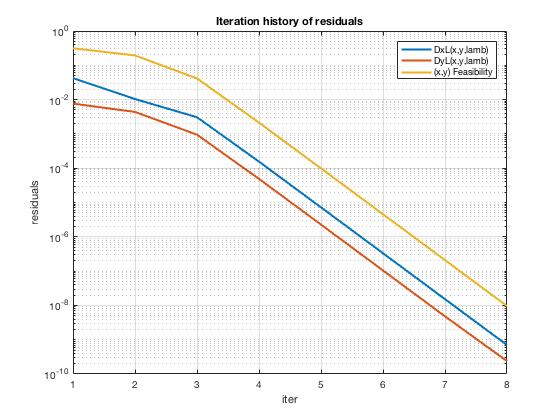 Iteration history of residuals
10^0
10^-2
10^-4
10^-6
10^-8
10^-10
residuals
DxL(x,y,lamb)
DyL(x,y,lamb)
(x,y) Feasibility
1 2 3 4 5 6 7 8
iter